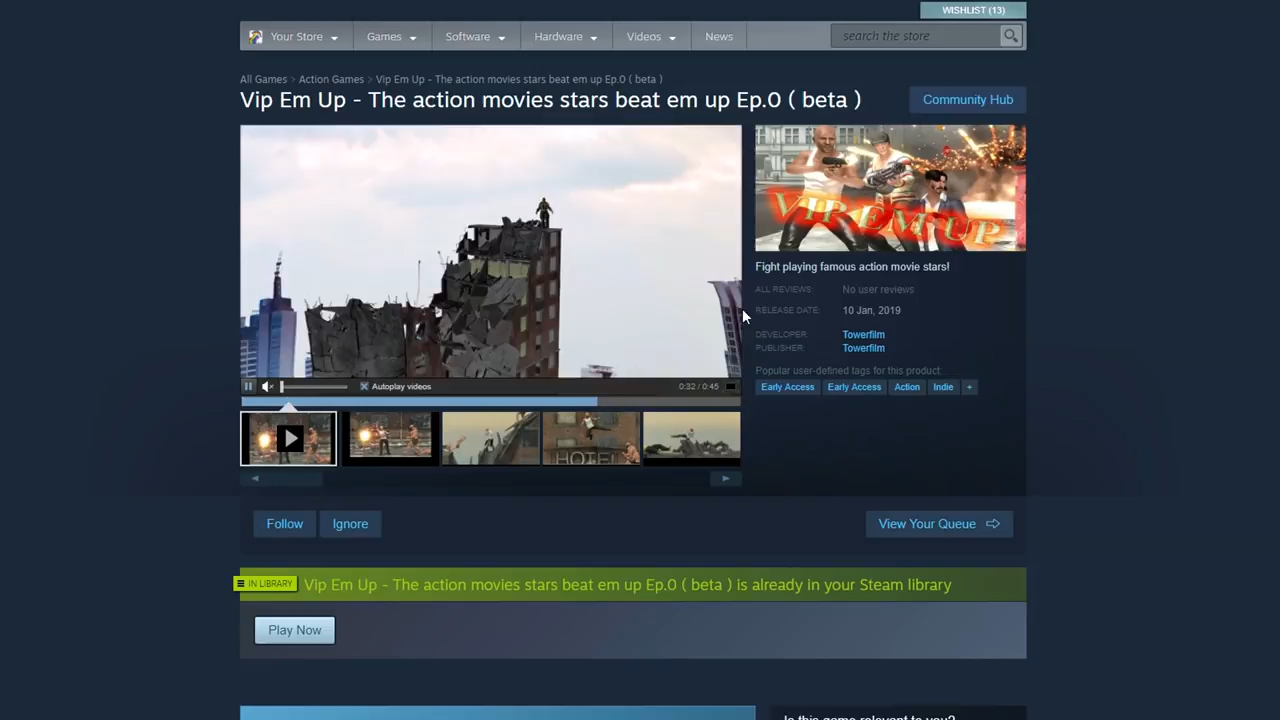 WISHLIST (13)
Your Store
Games
Software
Hardware
Videos
News
search the store
All Games > Action Games > Vip Em Up - The action movies stars beat em up Ep.0 ( beta )
Vip Em Up - The action movies stars beat em up Ep.0 ( beta )
Community Hub
VIP EM UP
Fight playing famous action movie stars!
ALL REVIEWS: No user reviews
RELEASE DATE: 10 Jan, 2019
DEVELOPER: Towerfilm
PUBLISHER: Towerfilm
Popular user-defined tags for this product:
Early Access Early Access Action Indie +
Autoplay videos
0:32 / 0:45
HOTEL
Follow
Ignore
View Your Queue
IN LIBRARY
Vip Em Up - The action movies stars beat em up Ep.0 ( beta ) is already in your Steam library
Play Now
Is this game relevant to you?